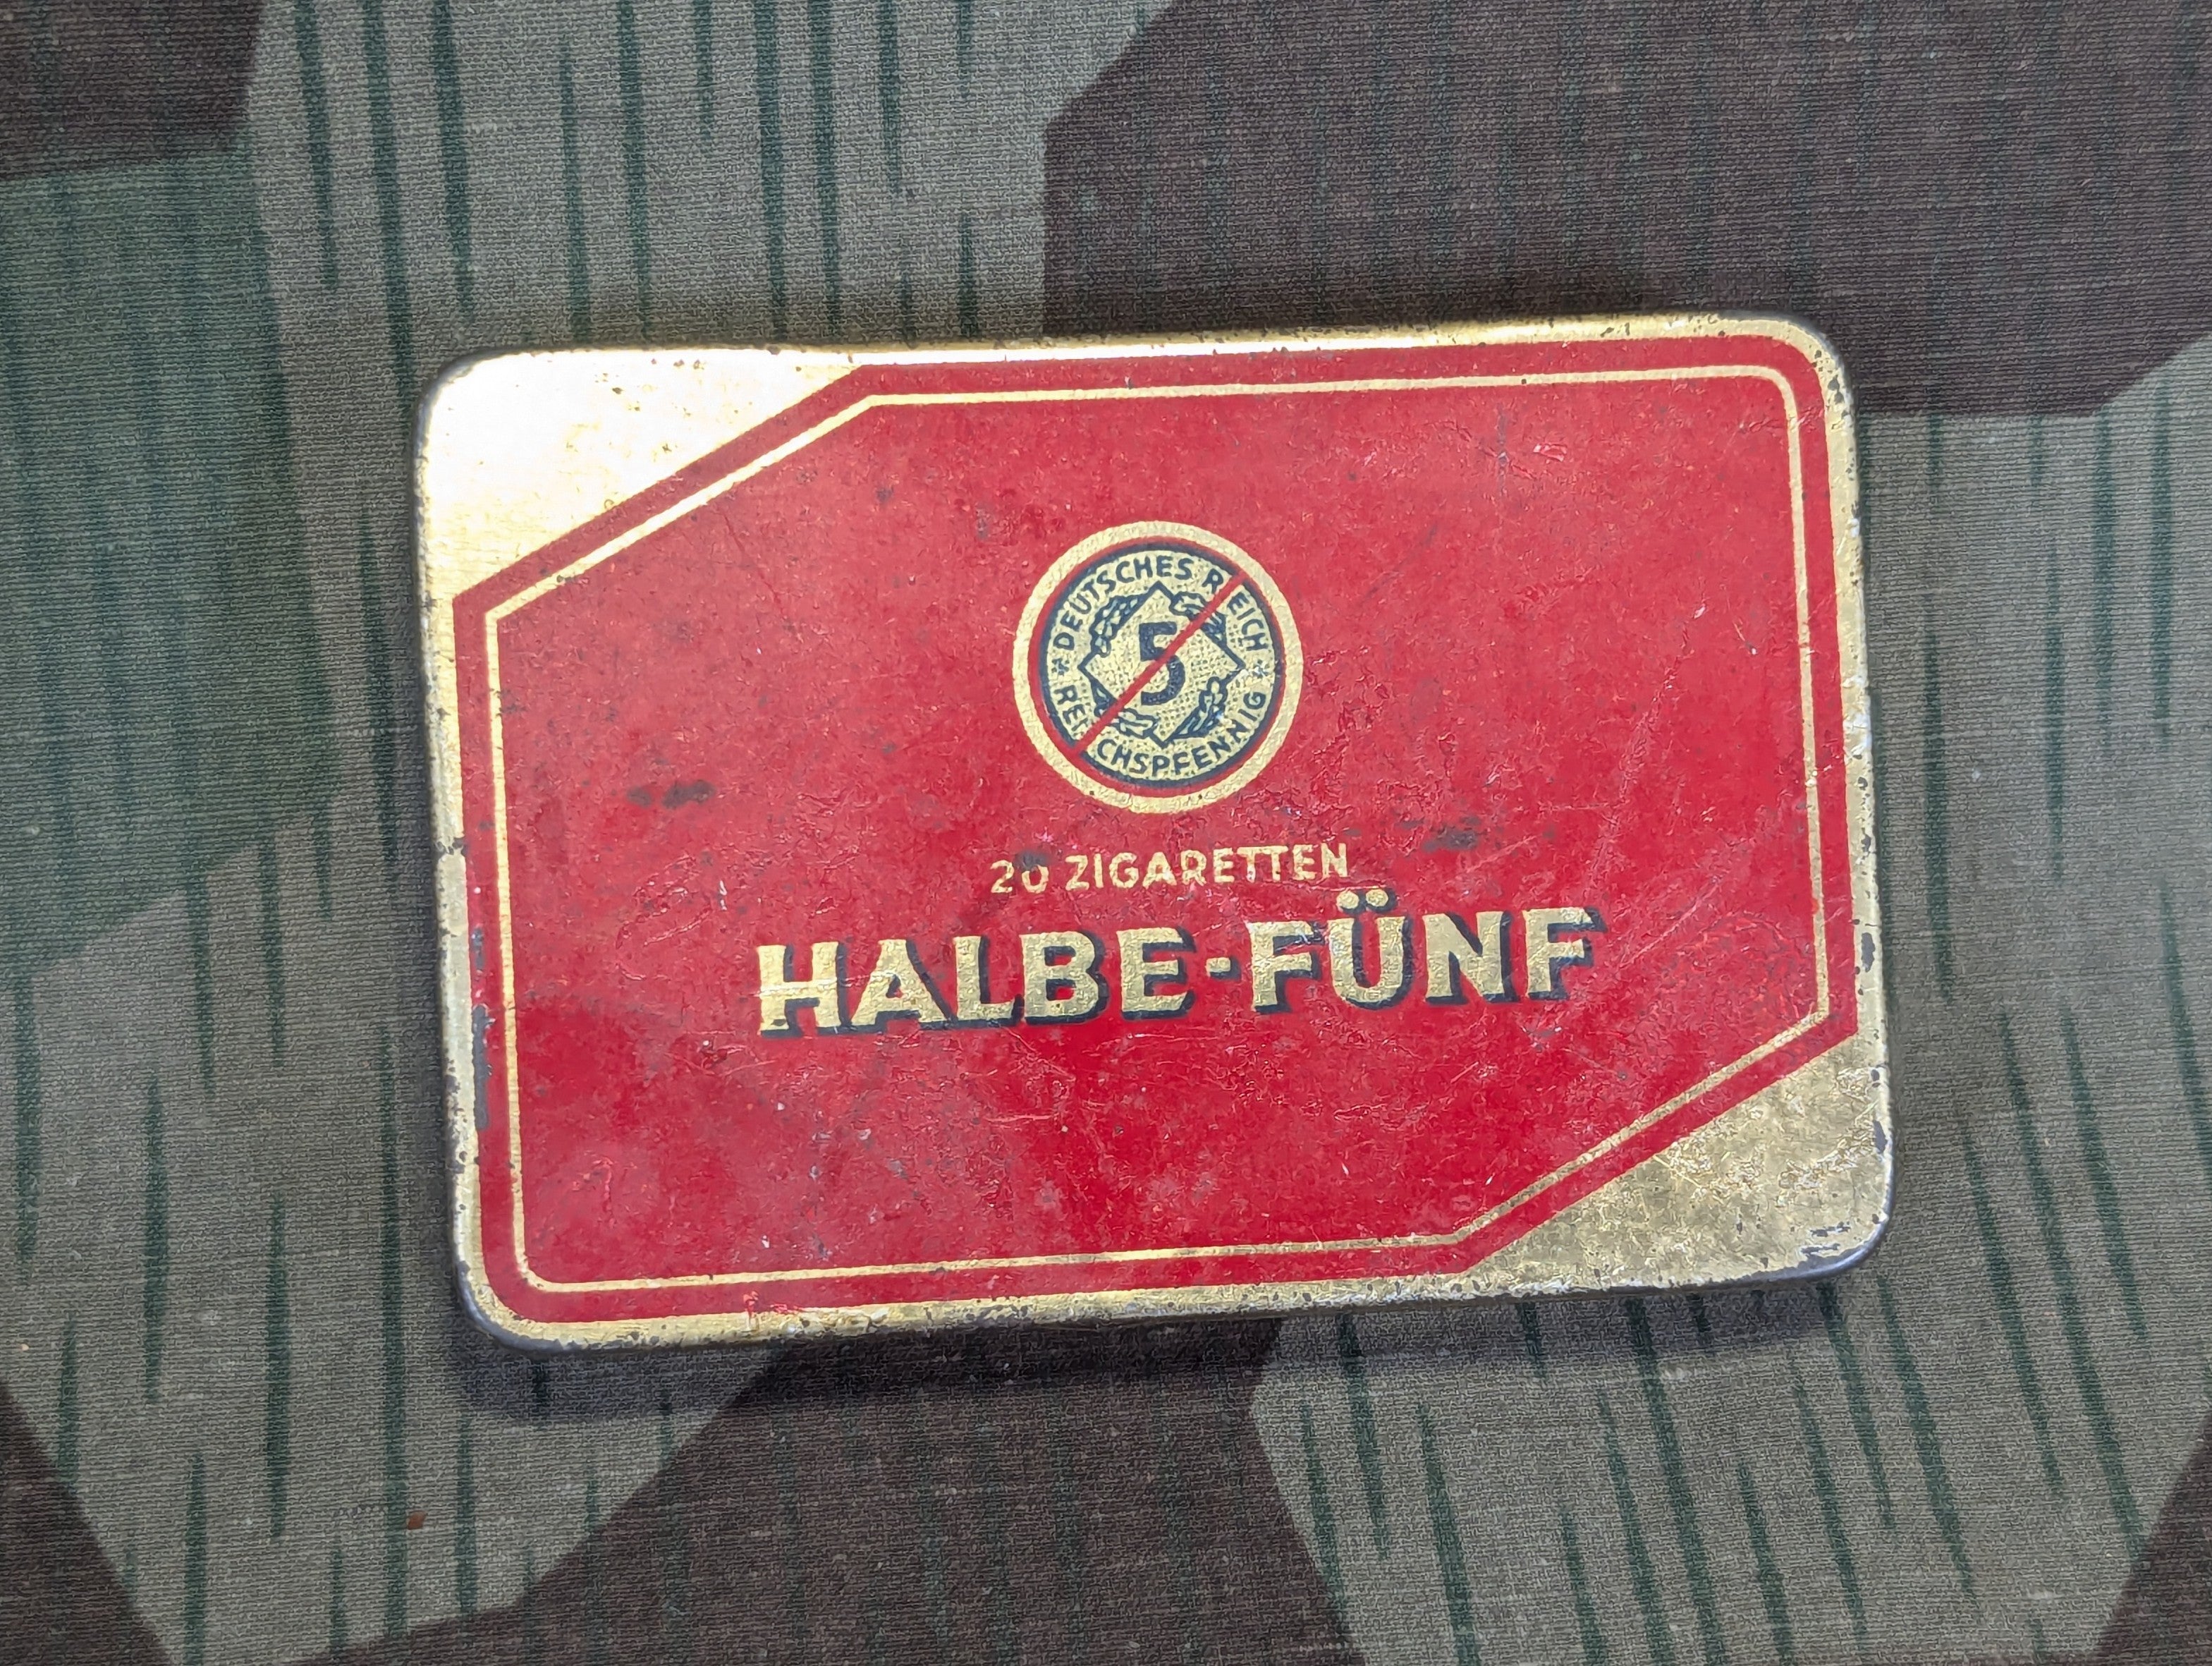 DEUTSCHES REICH
5
REICHSPFENNIG
20 ZIGARETTEN
HALBE-FÜNF